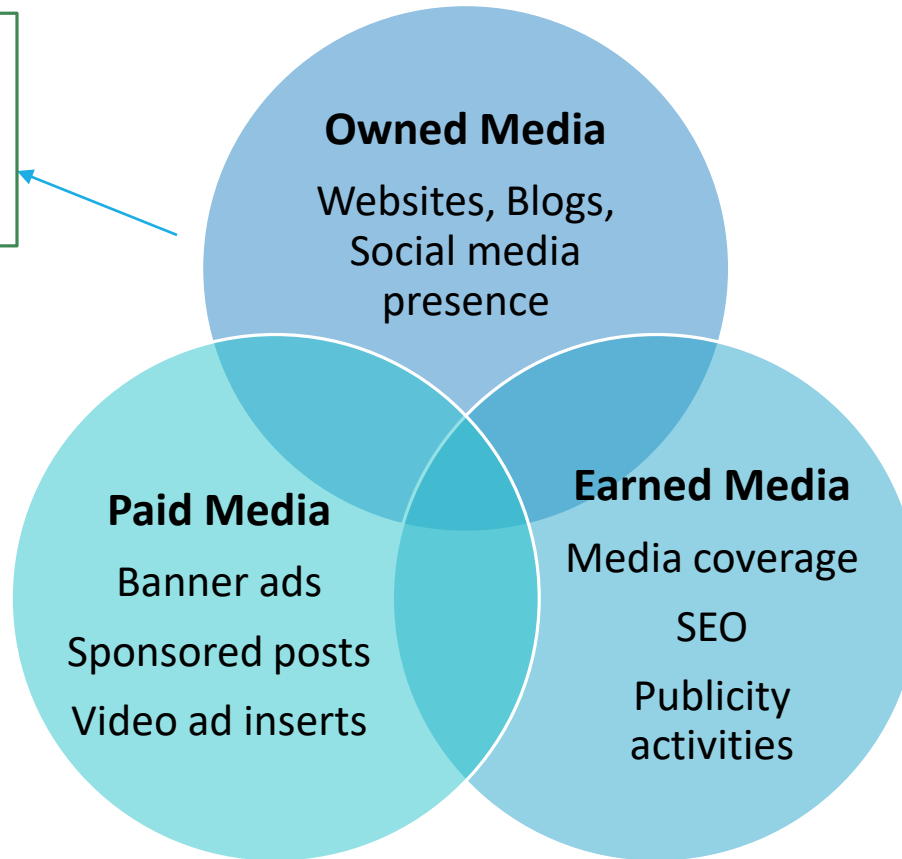 Owned Media
Websites, Blogs,
Social media
presence
Paid Media
Banner ads
Sponsored posts
Video ad inserts
Earned Media
Media coverage
SEO
Publicity
activities